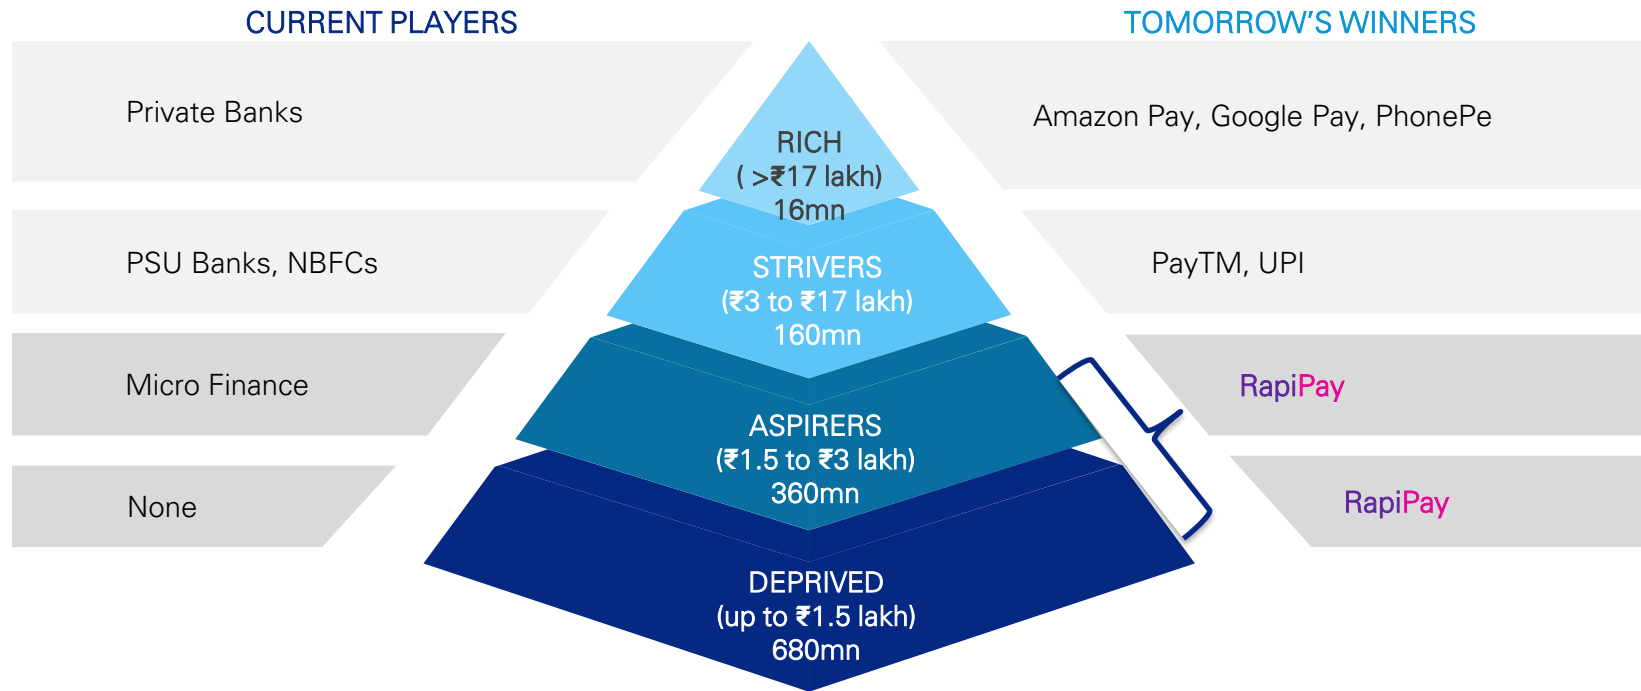 CURRENT PLAYERS
TOMORROW'S WINNERS
Private Banks
RICH
( >₹17 lakh)
16mn
Amazon Pay, Google Pay, PhonePe
PSU Banks, NBFCs
STRIVERS
(₹3 to ₹17 lakh)
160mn
PayTM, UPI
Micro Finance
ASPIRERS
(₹1.5 to ₹3 lakh)
360mn
RapiPay
None
DEPRIVED
(up to ₹1.5 lakh)
680mn
RapiPay